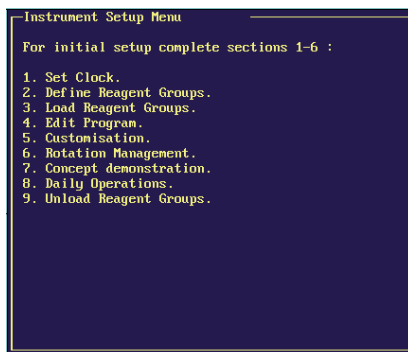 Instrument Setup Menu
For initial setup complete sections 1-6 :
1. Set Clock.
2. Define Reagent Groups.
3. Load Reagent Groups.
4. Edit Program.
5. Customisation.
6. Rotation Management.
7. Concept demonstration.
8. Daily Operations.
9. Unload Reagent Groups.